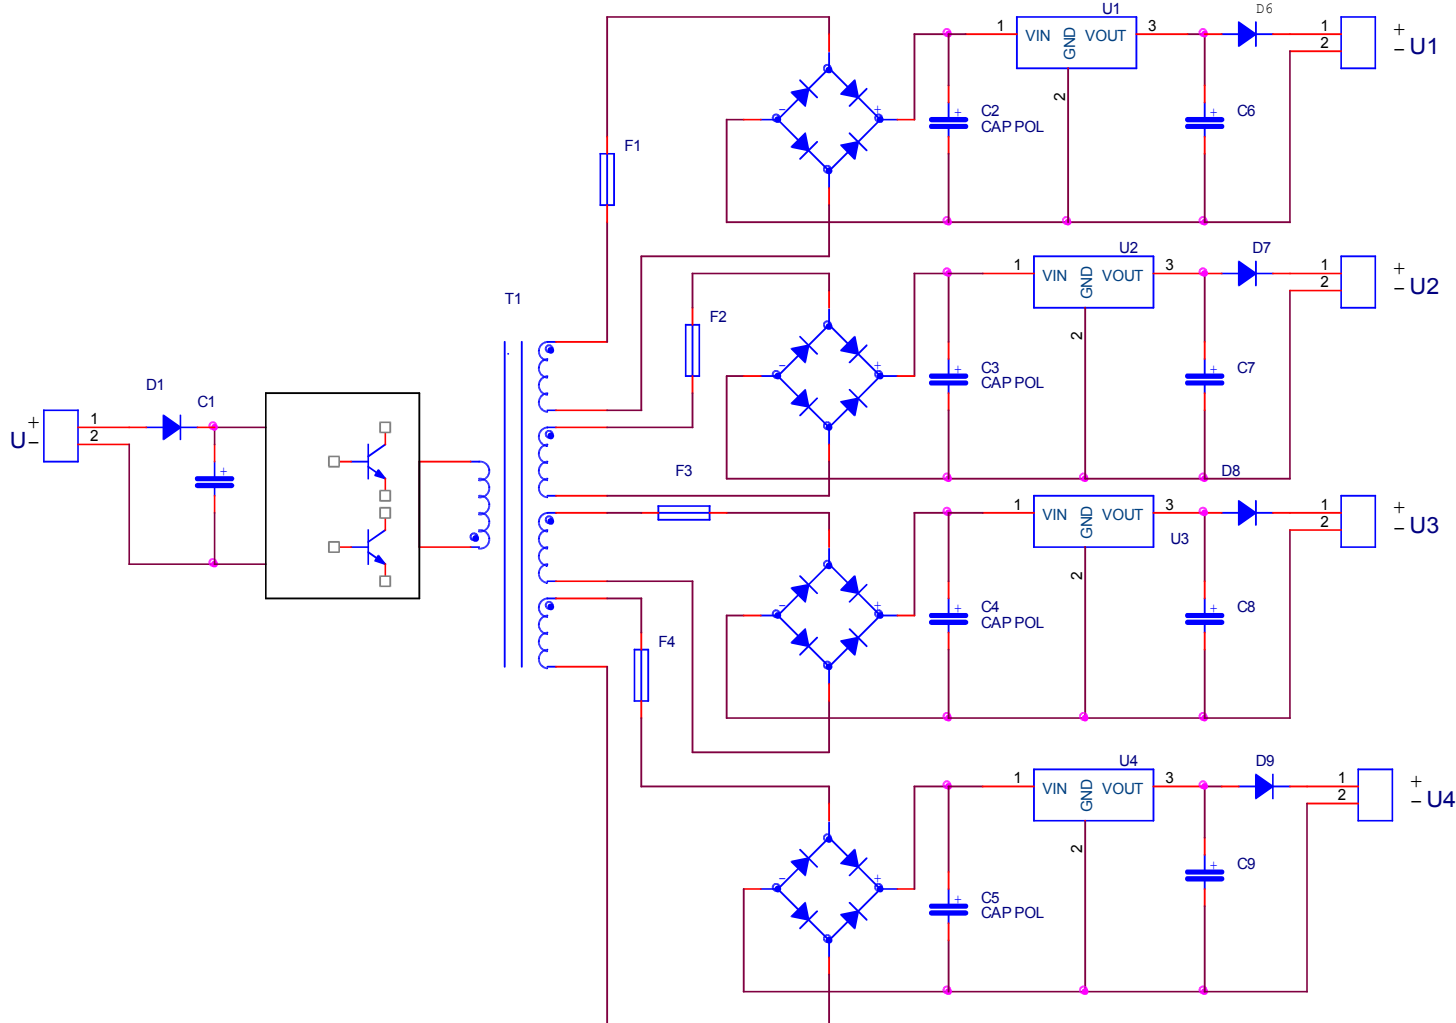 U1
D6
1
VIN
GND
VOUT
3
1
2
+
−
U1
2
C2
CAP POL
C6
F1
U2
D7
1
VIN
GND
VOUT
3
1
2
+
−
U2
2
C3
CAP POL
C7
T1
F2
D1
C1
U
+
−
1
2
+
F3
D8
1
VIN
GND
VOUT
3
U3
1
2
+
−
U3
2
C4
CAP POL
C8
F4
U4
D9
1
VIN
GND
VOUT
3
1
2
+
−
U4
2
C5
CAP POL
C9